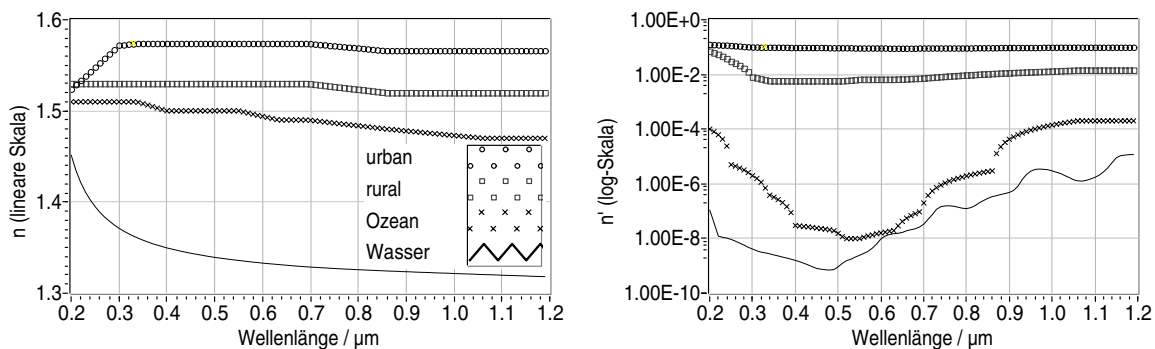 n (lineare Skala)
1.6
1.5
1.4
1.3
0.2 0.3 0.4 0.5 0.6 0.7 0.8 0.9 1.0 1.1 1.2
Wellenlänge / µm
urban
rural
Ozean
Wasser
n' (log-Skala)
1.00E+0
1.00E-2
1.00E-4
1.00E-6
1.00E-8
1.00E-10
0.2 0.3 0.4 0.5 0.6 0.7 0.8 0.9 1.0 1.1 1.2
Wellenlänge / µm